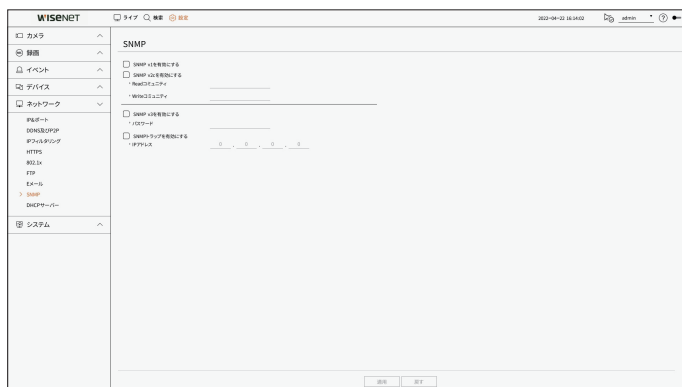 WISENET
ライブ 検索 設定 2022-04-22 16:14:02 admin ?
カメラ
録画
イベント
デバイス
ネットワーク
IP&ポート
DDNS及びP2P
IPフィルタリング
HTTPS
802.1x
FTP
Eメール
> SNMP
DHCPサーバー
システム
SNMP
SNMP v1を有効にする
SNMP v2cを有効にする
・Readコミュニティ
・Writeコミュニティ
SNMP v3を有効にする
・パスワード
SNMPトラップを有効にする
・IPアドレス 0 . 0 . 0 . 0
適用 戻す